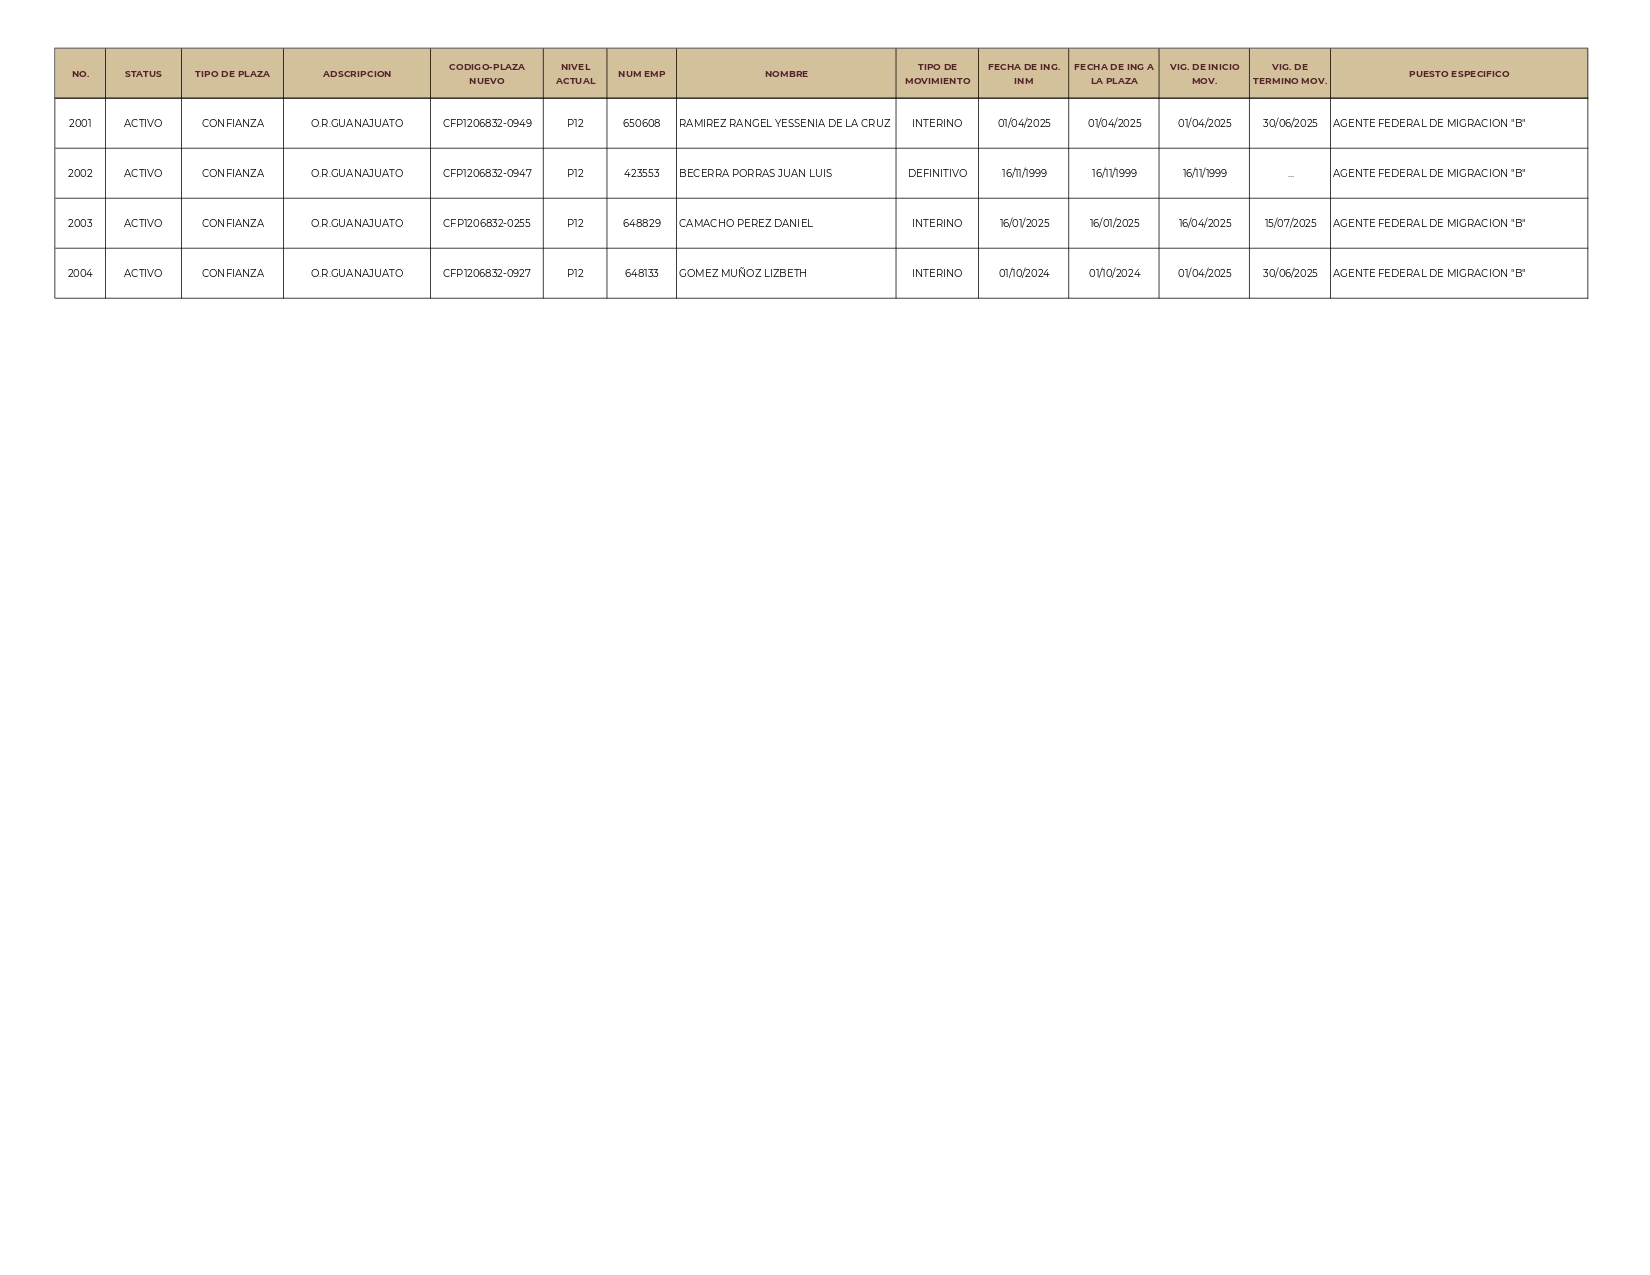 NO. STATUS TIPO DE PLAZA ADSCRIPCION CODIGO-PLAZA NUEVO NIVEL ACTUAL NUM EMP NOMBRE TIPO DE MOVIMIENTO FECHA DE ING. INM FECHA DE ING A LA PLAZA VIG. DE INICIO MOV. VIG. DE TERMINO MOV. PUESTO ESPECIFICO
2001 ACTIVO CONFIANZA O.R.GUANAJUATO CFP1206832-0949 P12 650608 RAMIREZ RANGEL YESSENIA DE LA CRUZ INTERINO 01/04/2025 01/04/2025 01/04/2025 30/06/2025 AGENTE FEDERAL DE MIGRACION "B"
2002 ACTIVO CONFIANZA O.R.GUANAJUATO CFP1206832-0947 P12 423553 BECERRA PORRAS JUAN LUIS DEFINITIVO 16/11/1999 16/11/1999 16/11/1999 ... AGENTE FEDERAL DE MIGRACION "B"
2003 ACTIVO CONFIANZA O.R.GUANAJUATO CFP1206832-0255 P12 648829 CAMACHO PEREZ DANIEL INTERINO 16/01/2025 16/01/2025 16/04/2025 15/07/2025 AGENTE FEDERAL DE MIGRACION "B"
2004 ACTIVO CONFIANZA O.R.GUANAJUATO CFP1206832-0927 P12 648133 GOMEZ MUÑOZ LIZBETH INTERINO 01/10/2024 01/10/2024 01/04/2025 30/06/2025 AGENTE FEDERAL DE MIGRACION "B"